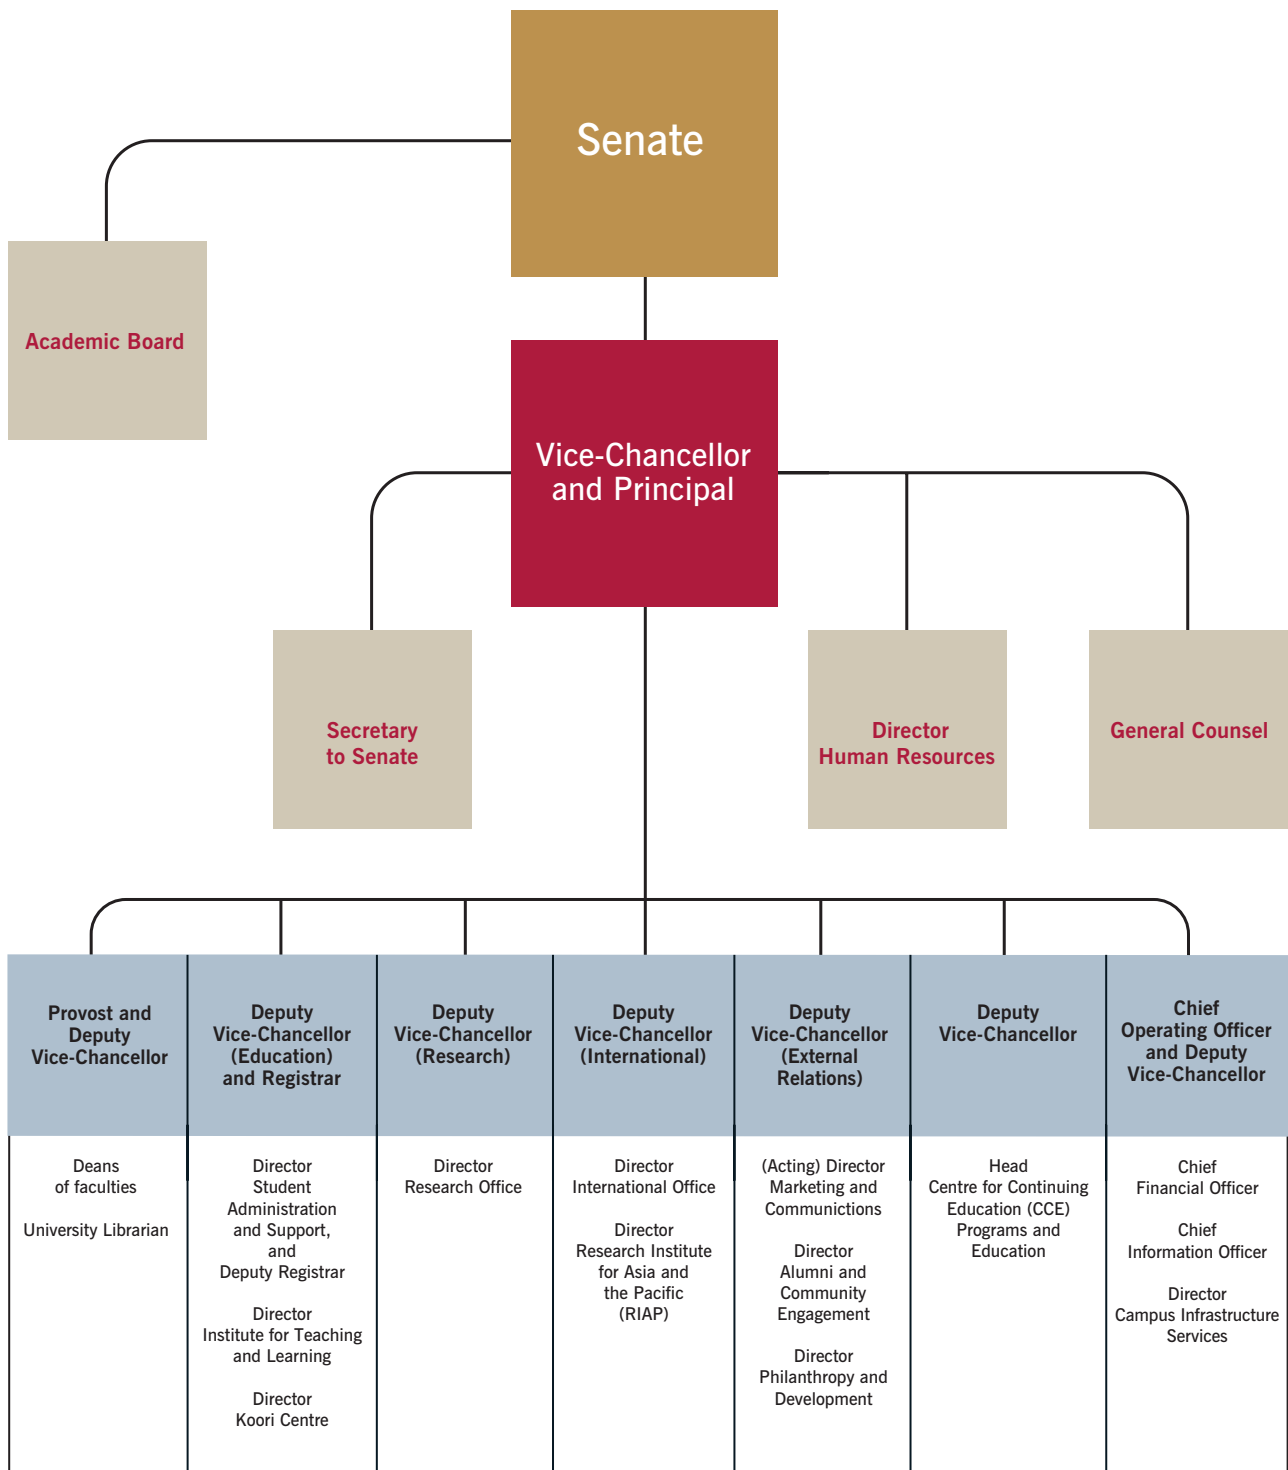 Senate
Academic Board
Vice-Chancellor
and Principal
Secretary
to Senate
Director
Human Resources
General Counsel
Provost and
Deputy
Vice-Chancellor
Deputy
Vice-Chancellor
(Education)
and Registrar
Deputy
Vice-Chancellor
(Research)
Deputy
Vice-Chancellor
(International)
Deputy
Vice-Chancellor
(External
Relations)
Deputy
Vice-Chancellor
Chief
Operating Officer
and Deputy
Vice-Chancellor
Deans
of faculties
University Librarian
Director
Student
Administration
and Support,
and
Deputy Registrar
Director
Institute for Teaching
and Learning
Director
Koori Centre
Director
Research Office
Director
International Office
Director
Research Institute
for Asia and
the Pacific
(RIAP)
(Acting) Director
Marketing and
Communictions
Director
Alumni and
Community
Engagement
Director
Philanthropy and
Development
Head
Centre for Continuing
Education (CCE)
Programs and
Education
Chief
Financial Officer
Chief
Information Officer
Director
Campus Infrastructure
Services